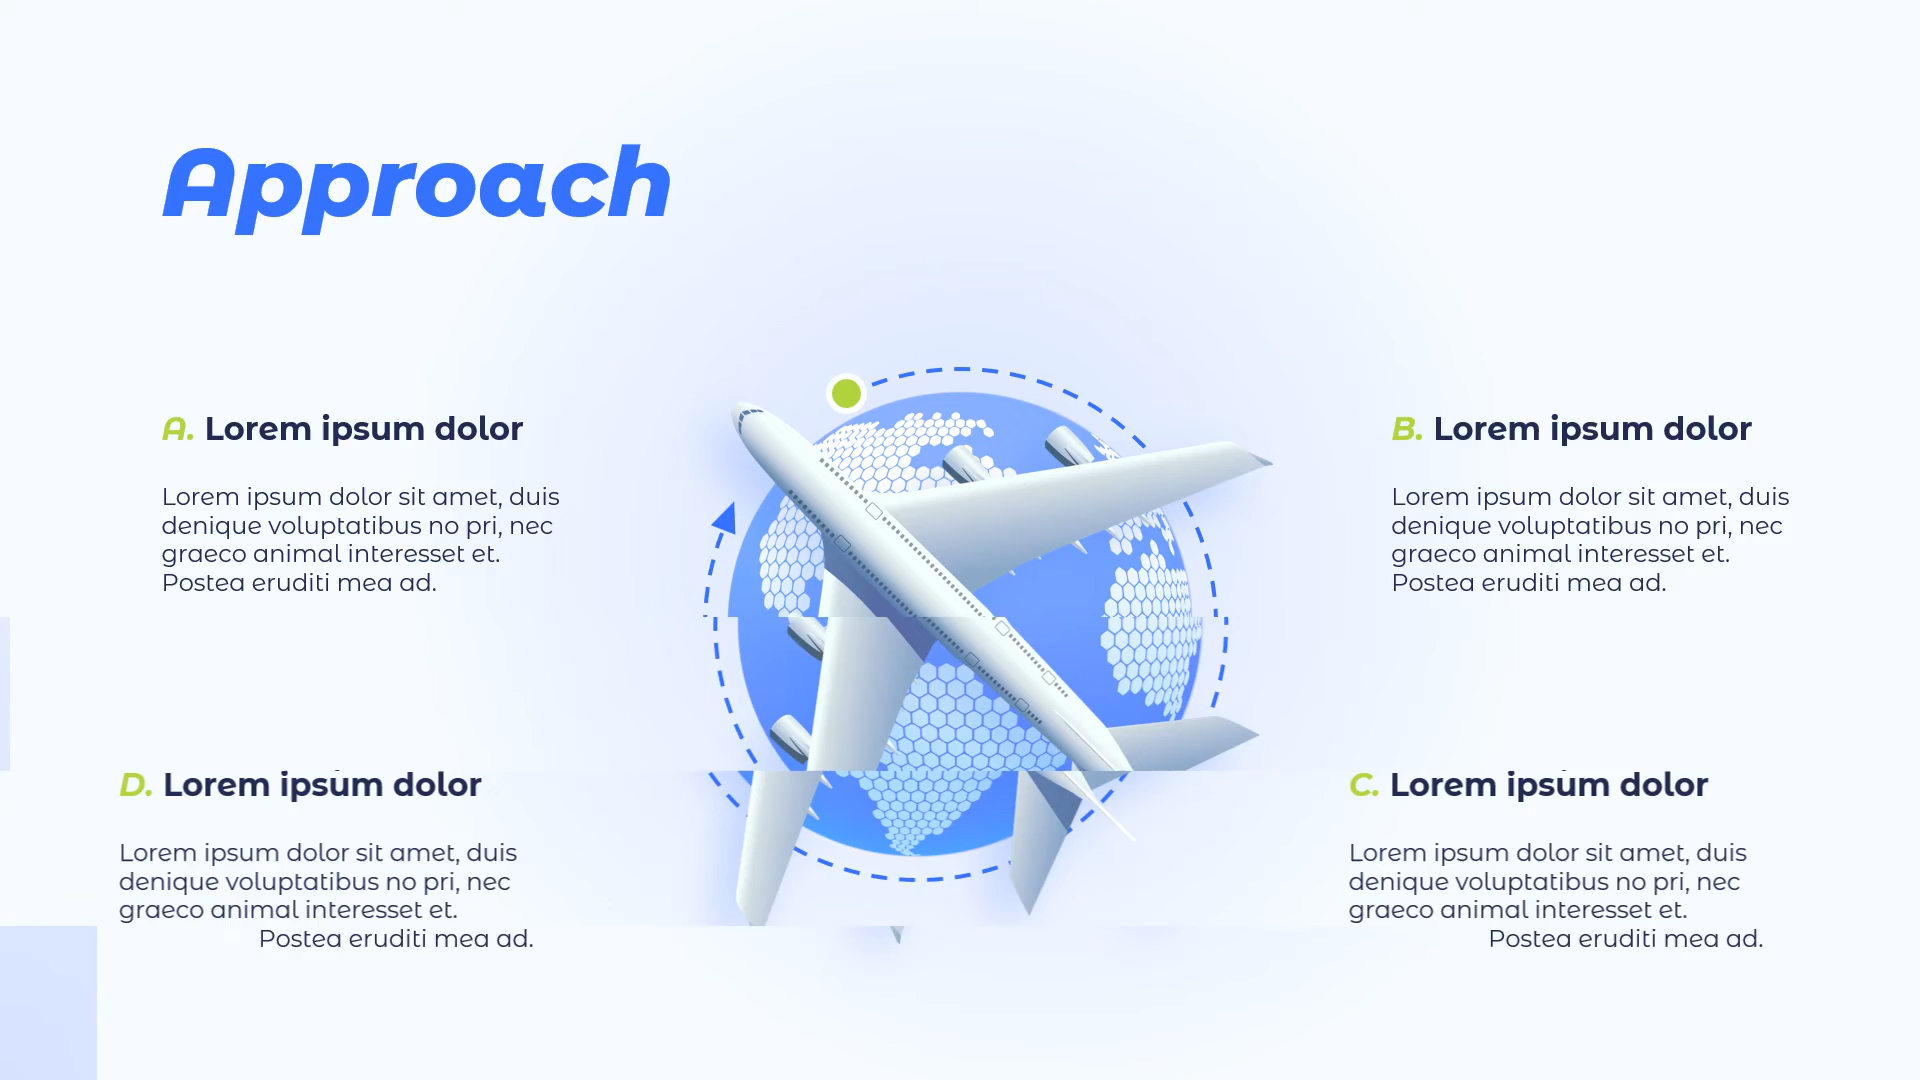 Approach
A. Lorem ipsum dolor
Lorem ipsum dolor sit amet, duis
denique voluptatibus no pri, nec
graeco animal interesset et.
Postea eruditi mea ad.
B. Lorem ipsum dolor
Lorem ipsum dolor sit amet, duis
denique voluptatibus no pri, nec
graeco animal interesset et.
Postea eruditi mea ad.
D. Lorem ipsum dolor
Lorem ipsum dolor sit amet, duis
denique voluptatibus no pri, nec
graeco animal interesset et.
Postea eruditi mea ad.
C. Lorem ipsum dolor
Lorem ipsum dolor sit amet, duis
denique voluptatibus no pri, nec
graeco animal interesset et.
Postea eruditi mea ad.